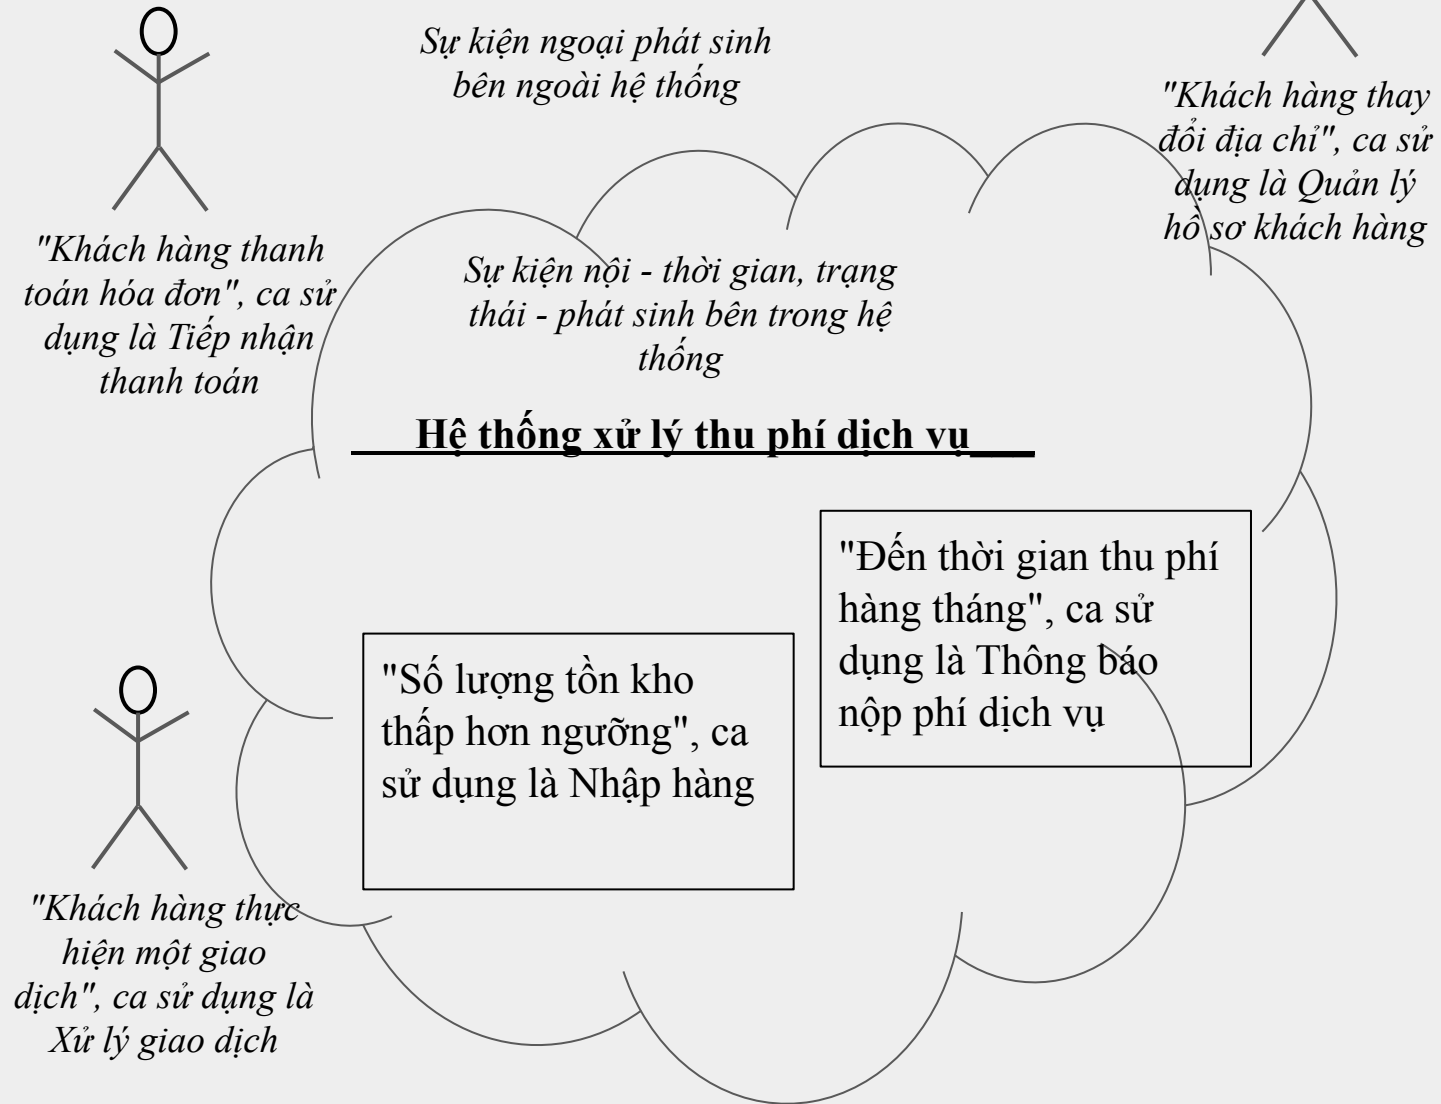 Sự kiện ngoại phát sinh
bên ngoài hệ thống
"Khách hàng thay
đổi địa chỉ", ca sử
dụng là Quản lý
hồ sơ khách hàng
"Khách hàng thanh
toán hóa đơn", ca sử
dụng là Tiếp nhận
thanh toán
Sự kiện nội - thời gian, trạng
thái - phát sinh bên trong hệ
thống
Hệ thống xử lý thu phí dịch vụ
"Đến thời gian thu phí
hàng tháng", ca sử
dụng là Thông báo
nộp phí dịch vụ
"Số lượng tồn kho
thấp hơn ngưỡng", ca
sử dụng là Nhập hàng
"Khách hàng thực
hiện một giao
dịch", ca sử dụng là
Xử lý giao dịch